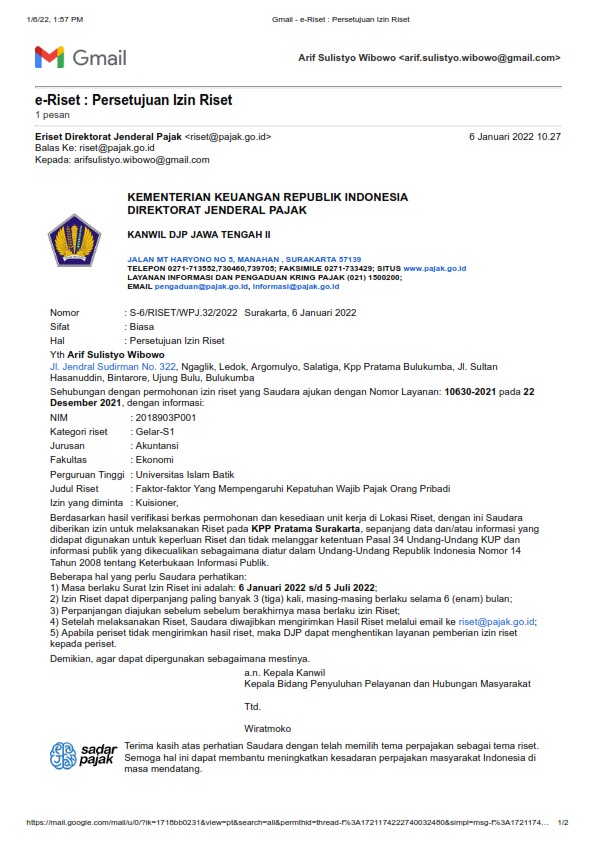 1/6/22, 1:57 PM Gmail - e-Riset : Persetujuan Izin Riset
Gmail
Arif Sulistyo Wibowo <arif.sulistyo.wibowo@gmail.com>
e-Riset : Persetujuan Izin Riset
1 pesan
Eriset Direktorat Jenderal Pajak <riset@pajak.go.id> 6 Januari 2022 10.27
Balas Ke: riset@pajak.go.id
Kepada: arifsulistyo.wibowo@gmail.com
KEMENTERIAN KEUANGAN REPUBLIK INDONESIA
DIREKTORAT JENDERAL PAJAK
KANWIL DJP JAWA TENGAH II
JALAN MT HARYONO NO 5, MANAHAN , SURAKARTA 57139
TELEPON 0271-713552,730460,739705; FAKSIMILE 0271-733429; SITUS www.pajak.go.id
LAYANAN INFORMASI DAN PENGADUAN KRING PAJAK (021) 1500200;
EMAIL pengaduan@pajak.go.id, informasi@pajak.go.id
Nomor : S-6/RISET/WPJ.32/2022 Surakarta, 6 Januari 2022
Sifat : Biasa
Hal : Persetujuan Izin Riset
Yth Arif Sulistyo Wibowo
Jl. Jendral Sudirman No. 322, Ngaglik, Ledok, Argomulyo, Salatiga, Kpp Pratama Bulukumba, Jl. Sultan
Hasanuddin, Bintarore, Ujung Bulu, Bulukumba
Sehubungan dengan permohonan izin riset yang Saudara ajukan dengan Nomor Layanan: 10630-2021 pada 22
Desember 2021, dengan informasi:
NIM : 2018903P001
Kategori riset : Gelar-S1
Jurusan : Akuntansi
Fakultas : Ekonomi
Perguruan Tinggi : Universitas Islam Batik
Judul Riset : Faktor-faktor Yang Mempengaruhi Kepatuhan Wajib Pajak Orang Pribadi
Izin yang diminta : Kuisioner,
Berdasarkan hasil verifikasi berkas permohonan dan kesediaan unit kerja di Lokasi Riset, dengan ini Saudara
diberikan izin untuk melaksanakan Riset pada KPP Pratama Surakarta, sepanjang data dan/atau informasi yang
didapat digunakan untuk keperluan Riset dan tidak melanggar ketentuan Pasal 34 Undang-Undang KUP dan
informasi publik yang dikecualikan sebagaimana diatur dalam Undang-Undang Republik Indonesia Nomor 14
Tahun 2008 tentang Keterbukaan Informasi Publik.
Beberapa hal yang perlu Saudara perhatikan:
1) Masa berlaku Surat Izin Riset ini adalah: 6 Januari 2022 s/d 5 Juli 2022;
2) Izin Riset dapat diperpanjang paling banyak 3 (tiga) kali, masing-masing berlaku selama 6 (enam) bulan;
3) Perpanjangan diajukan sebelum sebelum berakhirnya masa berlaku izin Riset;
4) Setelah melaksanakan Riset, Saudara diwajibkan mengirimkan Hasil Riset melalui email ke riset@pajak.go.id;
5) Apabila periset tidak mengirimkan hasil riset, maka DJP dapat menghentikan layanan pemberian izin riset
kepada periset.
Demikian, agar dapat dipergunakan sebagaimana mestinya.
a.n. Kepala Kanwil
Kepala Bidang Penyuluhan Pelayanan dan Hubungan Masyarakat
Ttd.
Wiratmoko
sadar
pajak
Terima kasih atas perhatian Saudara dengan telah memilih tema perpajakan sebagai tema riset.
Semoga hal ini dapat membantu meningkatkan kesadaran perpajakan masyarakat Indonesia di
masa mendatang.
https://mail.google.com/mail/u/0/?ik=1716bb0231&view=pt&search=all&permthid=thread-f%3A1721174222740032460&simpl=msg-f%3A1721174… 1/2